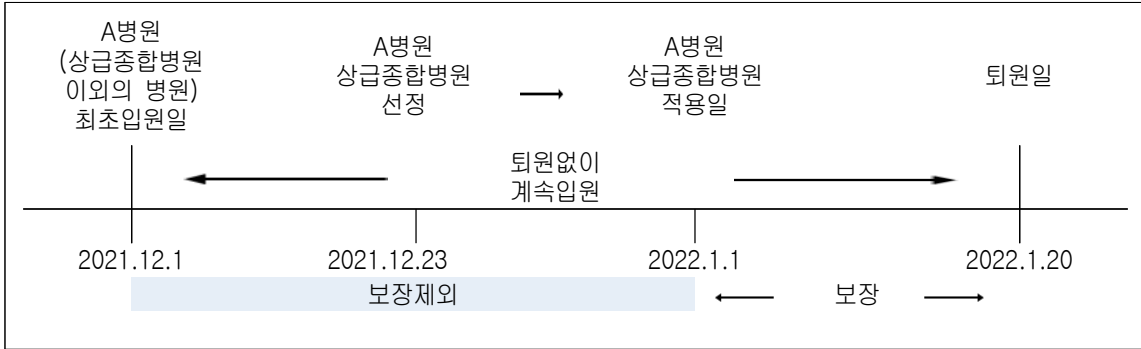 A병원
(상급종합병원
이외의 병원)
최초입원일
A병원
상급종합병원
선정
A병원
상급종합병원
적용일
퇴원일
퇴원없이
계속입원
2021.12.1
2021.12.23
2022.1.1
2022.1.20
보장제외
보장